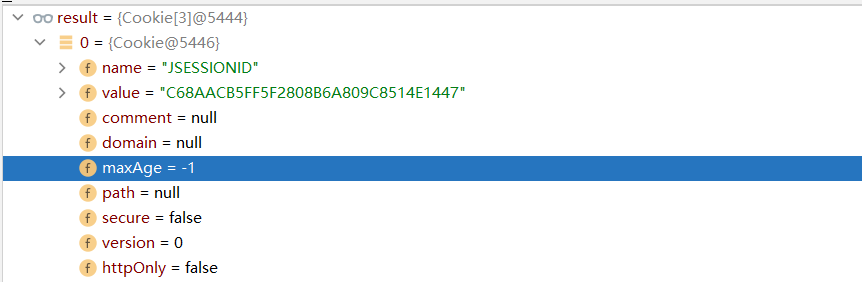 result = {Cookie[3]@5444}
0 = {Cookie@5446}
f name = "JSESSIONID"
f value = "C68AACB5FF5F2808B6A809C8514E1447"
f comment = null
f domain = null
f maxAge = -1
f path = null
f secure = false
f version = 0
f httpOnly = false